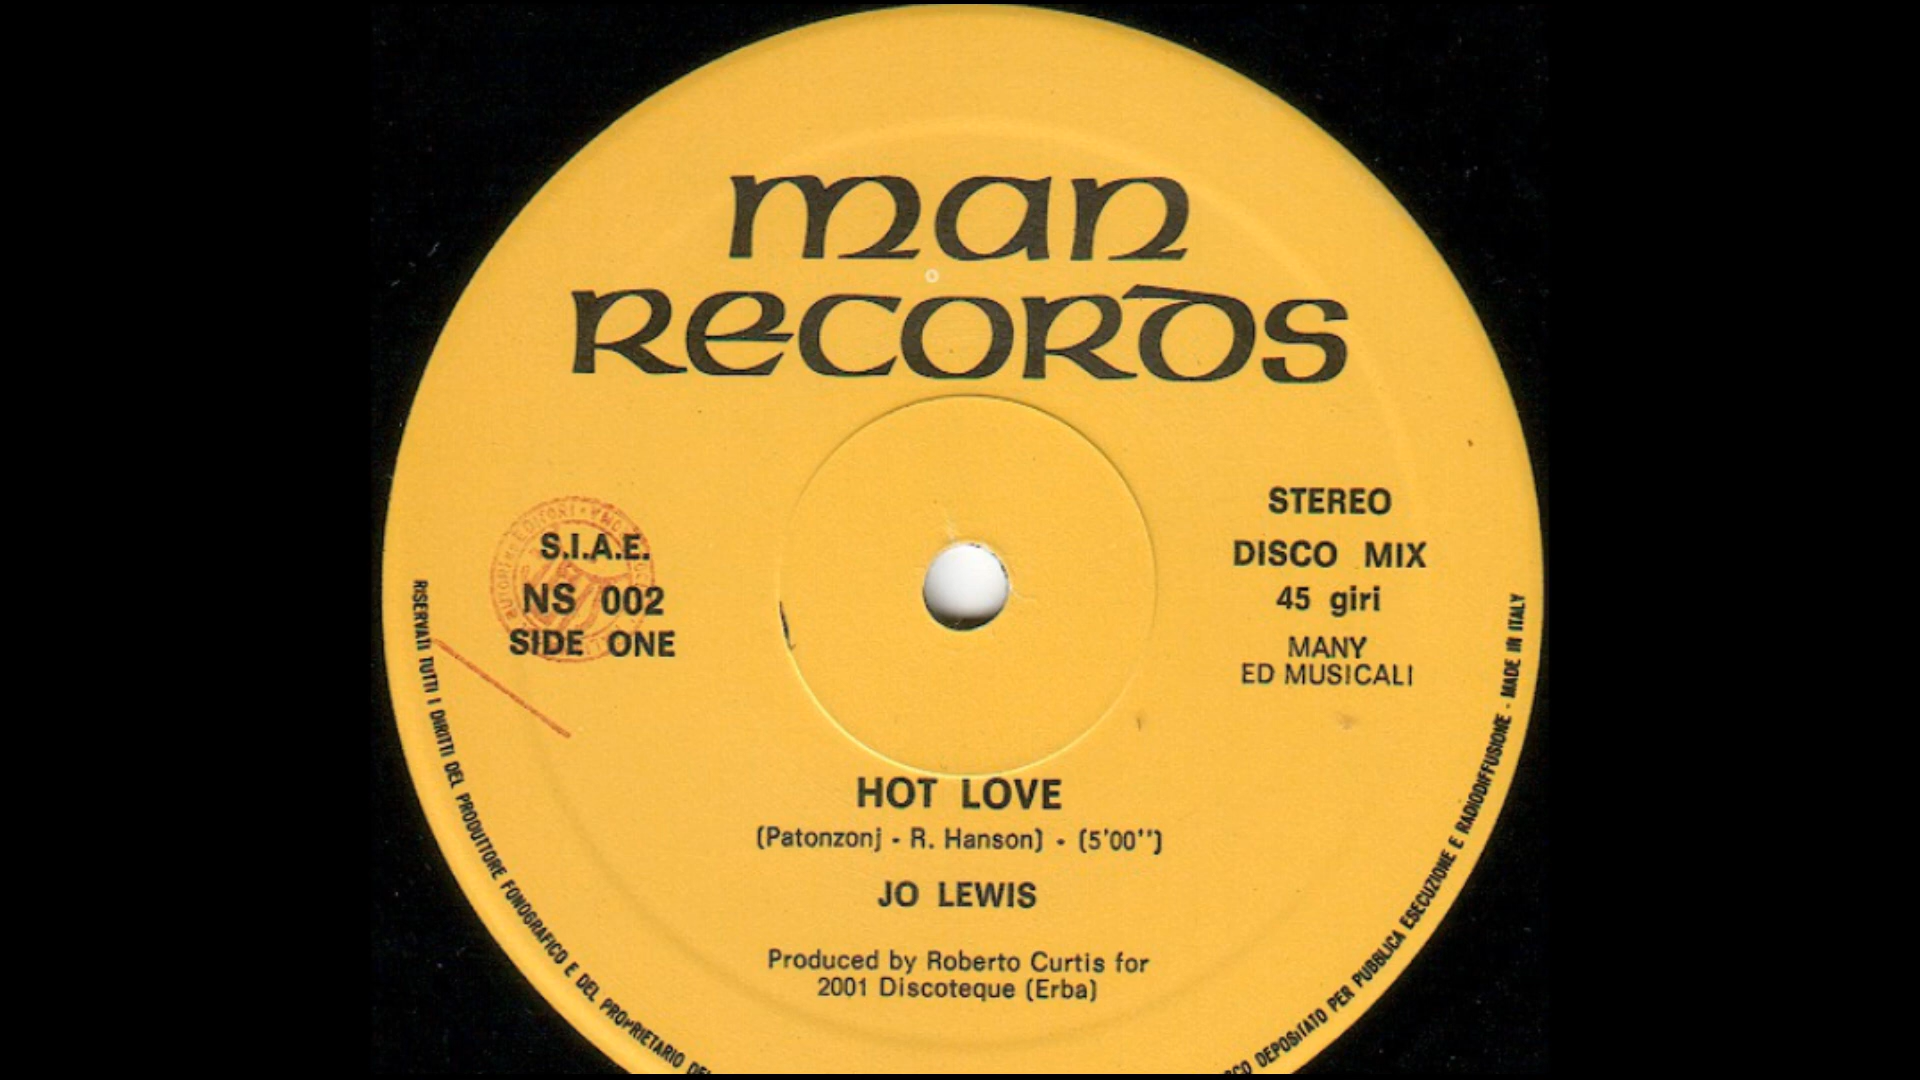 man
RECORDS
S.I.A.E.
NS 002
SIDE ONE
STEREO
DISCO MIX
45 giri
MANY
ED MUSICALI
HOT LOVE
(Patonzonj - R. Hanson) - (5'00'')
JO LEWIS
Produced by Roberto Curtis for
2001 Discoteque (Erba)
RISERVATI TUTTI I DIRITTI DEL PRODUTTORE FONOGRAFICO E DEL PROPRIETARIO
DEPOSITATO PER PUBBLICA ESECUZIONE E RADIODIFFUSIONE - MADE IN ITALY